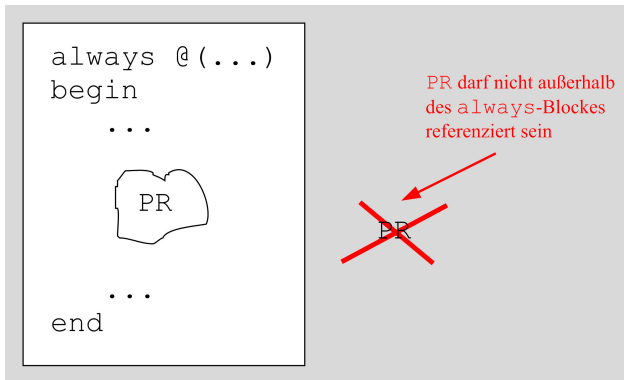 always @(...)
begin
...
PR
...
end
PR darf nicht außerhalb
des always-Blockes
referenziert sein
PR